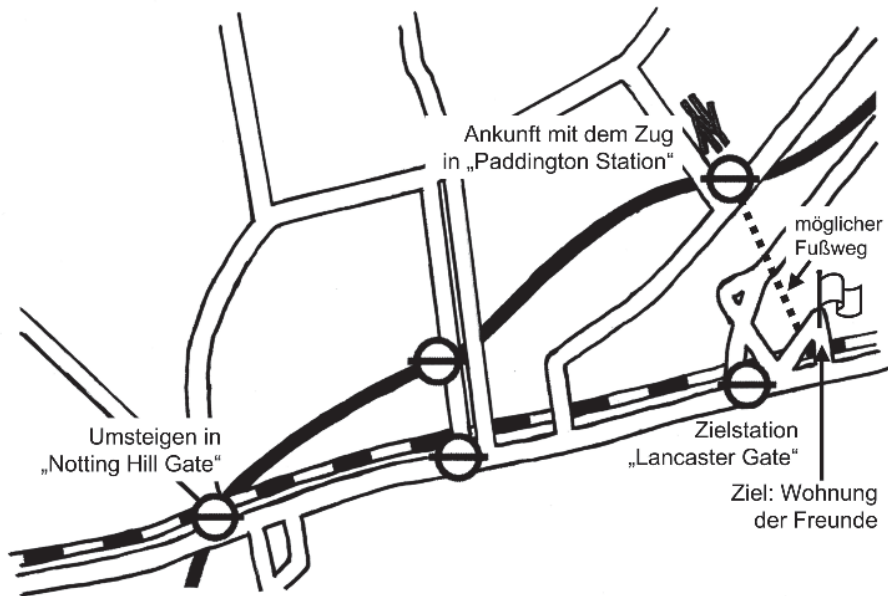 Ankunft mit dem Zug
in „Paddington Station“
möglicher
Fußweg
Umsteigen in
„Notting Hill Gate“
Zielstation
„Lancaster Gate“
Ziel: Wohnung
der Freunde